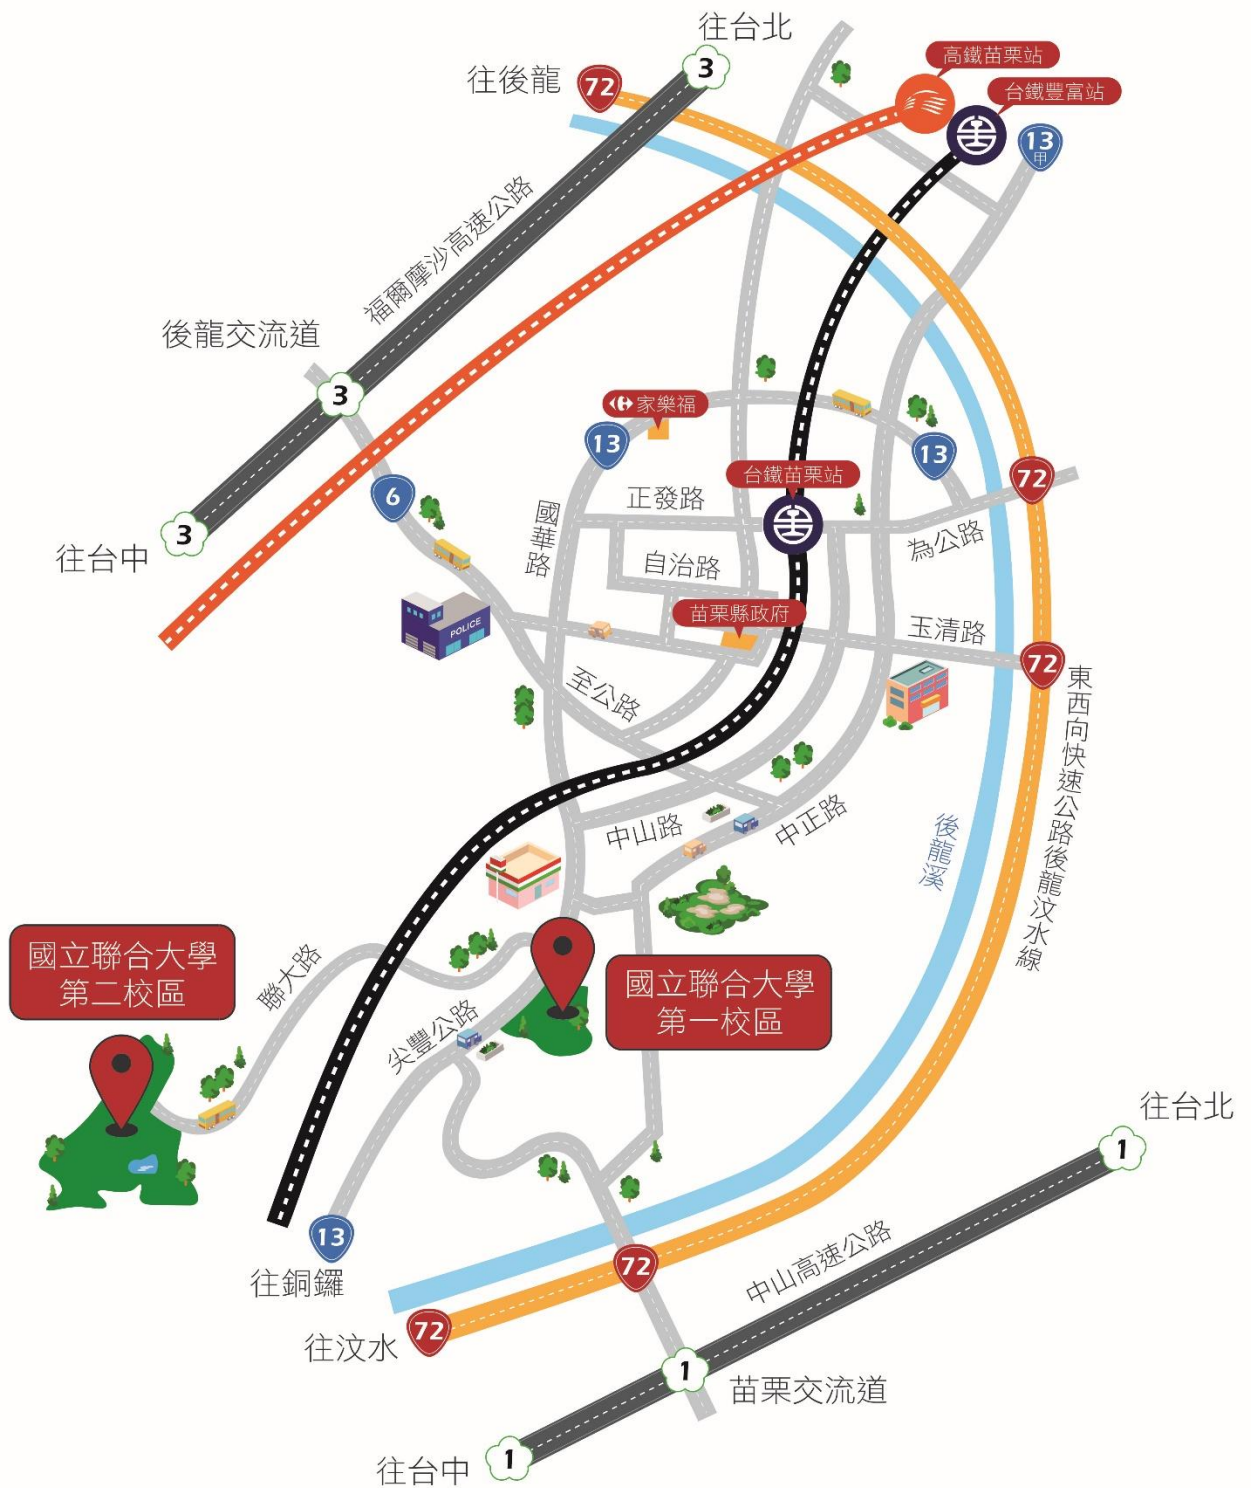 往台北
3
高鐵苗栗站
往後龍
72
台鐵豐富站
13
甲
福爾摩沙高速公路
後龍交流道
3
家樂福
13
13
台鐵苗栗站
72
6
正發路
國華路
3
為公路
往台中
自治路
苗栗縣政府
玉清路
POLICE
72
至公路
東西向快速公路後龍汶水線
中山路
中正路
後龍溪
國立聯合大學
第二校區
聯大路
國立聯合大學
第一校區
尖豐公路
往台北
1
13
中山高速公路
72
往銅鑼
72
往汶水
1
苗栗交流道
1
往台中